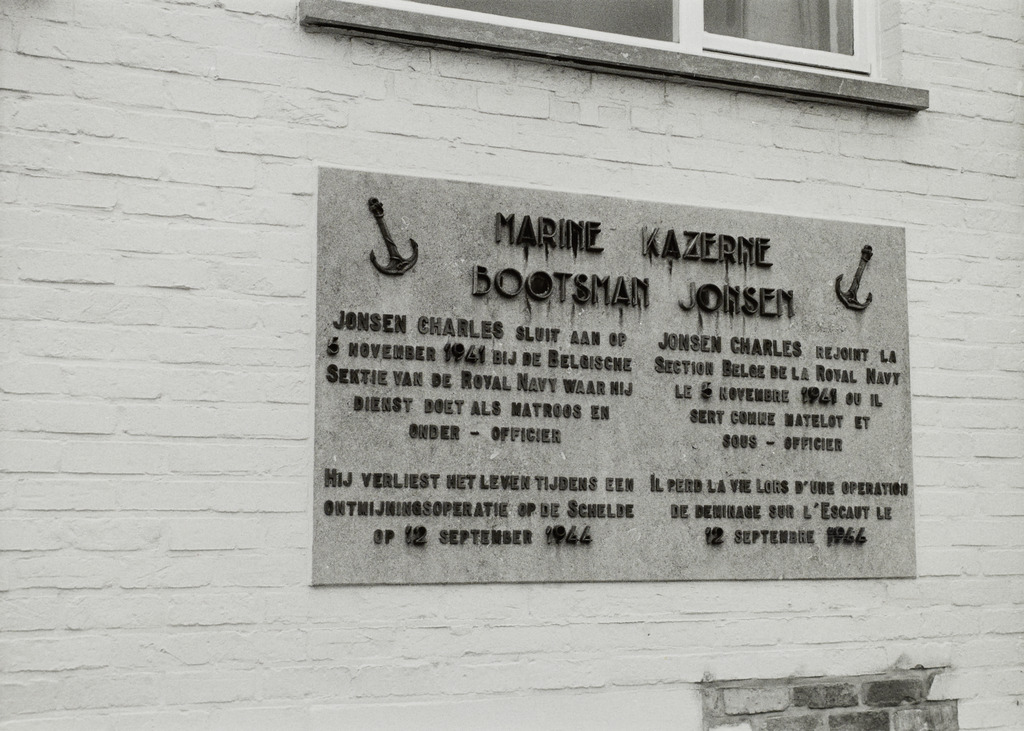 MARINE KAZERNE
BOOTSMAN JONSEN
JONSEN CHARLES SLUIT AAN OP
5 NOVEMBER 1941 BIJ DE BELGISCHE
SEKTIE VAN DE ROYAL NAVY WAAR HIJ
DIENST DOET ALS MATROOS EN
ONDER - OFFICIER
HIJ VERLIEST HET LEVEN TIJDENS EEN
ONTMIJNINGSOPERATIE OP DE SCHELDE
OP 12 SEPTEMBER 1944
JONSEN CHARLES REJOINT LA
SECTION BELGE DE LA ROYAL NAVY
LE 5 NOVEMBRE 1941 OU IL
SERT COMME MATELOT ET
SOUS - OFFICIER
IL PERD LA VIE LORS D'UNE OPERATION
DE DEMINAGE SUR L'ESCAUT LE
12 SEPTEMBRE 1944